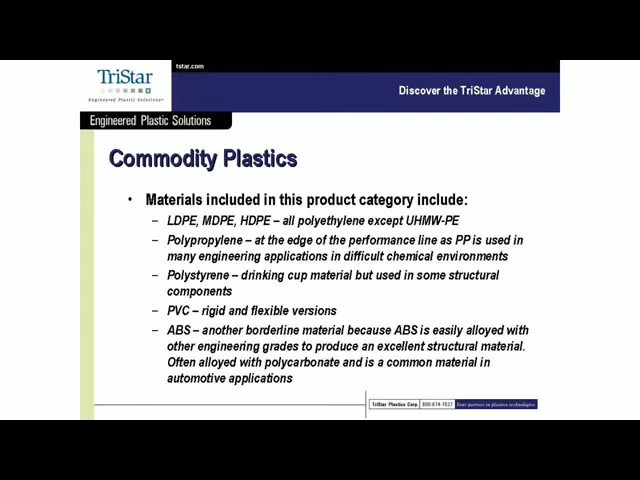 tstar.com
TriStar
Engineered Plastic Solutions
Discover the TriStar Advantage
Engineered Plastic Solutions
Commodity Plastics
• Materials included in this product category include:
– LDPE, MDPE, HDPE – all polyethylene except UHMW-PE
– Polypropylene – at the edge of the performance line as PP is used in
many engineering applications in difficult chemical environments
– Polystyrene – drinking cup material but used in some structural
components
– PVC – rigid and flexible versions
– ABS – another borderline material because ABS is easily alloyed with
other engineering grades to produce an excellent structural material.
Often alloyed with polycarbonate and is a common material in
automotive applications
TriStar Plastics Corp. 800-874-7827 Your partner in plastics technologies